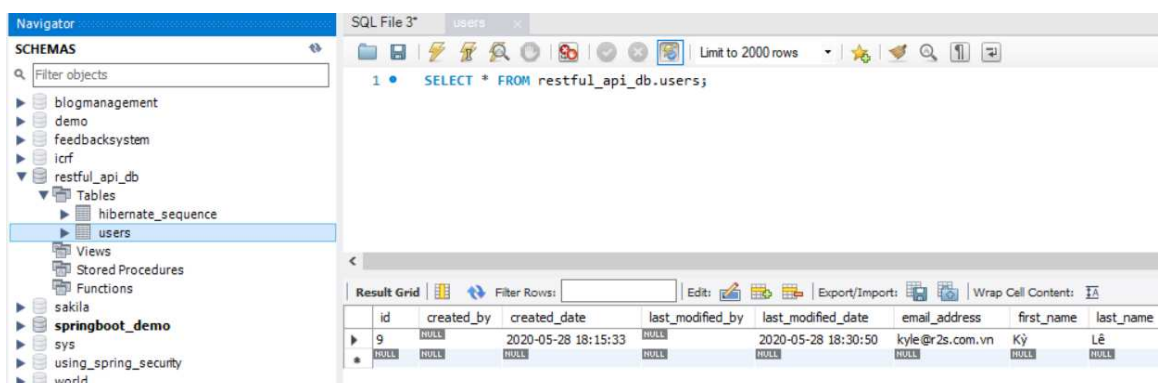 Navigator
SCHEMAS
Filter objects
blogmanagement
demo
feedbacksystem
icrf
restful_api_db
Tables
hibernate_sequence
users
Views
Stored Procedures
Functions
sakila
springboot_demo
sys
using_spring_security
world
SQL File 3* users
Limit to 2000 rows
1 SELECT * FROM restful_api_db.users;
Result Grid Filter Rows: Edit: Export/Import: Wrap Cell Content:
id created_by created_date last_modified_by last_modified_date email_address first_name last_name
9 NULL 2020-05-28 18:15:33 NULL 2020-05-28 18:30:50 kyle@r2s.com.vn Kỳ Lê
NULL NULL NULL NULL NULL NULL NULL NULL